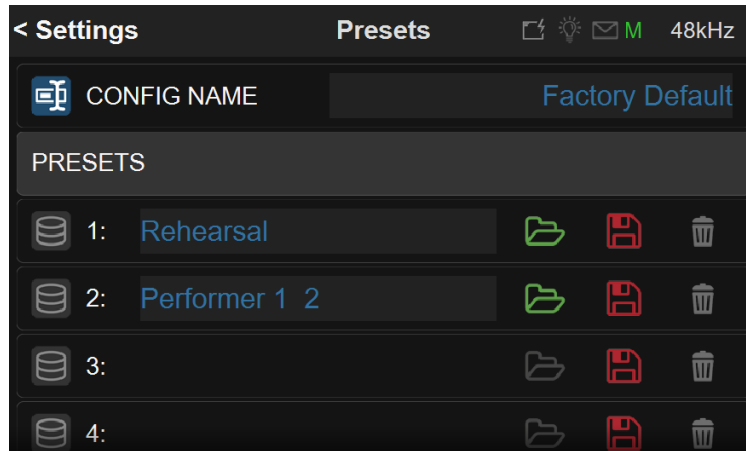 < Settings Presets M 48kHz
CONFIG NAME Factory Default
PRESETS
1: Rehearsal
2: Performer 1 2
3:
4: